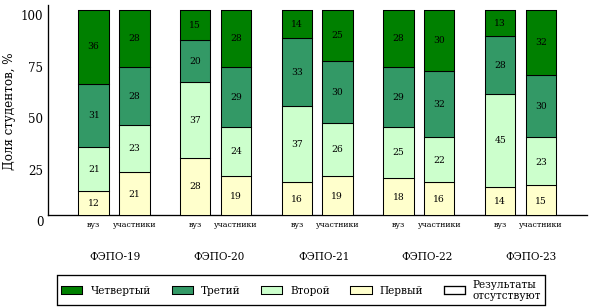 Доля студентов, %
100
75
50
25
0
36 28 15 28 14 25 28 30 13 32
31 28 20 29 33 30 29 32 28 30
21 23 37 24 37 26 25 22 45 23
12 21 28 19 16 19 18 16 14 15
вуз участники вуз участники вуз участники вуз участники вуз участники
ФЭПО-19 ФЭПО-20 ФЭПО-21 ФЭПО-22 ФЭПО-23
Четвертый Третий Второй Первый Результаты
отсутствуют